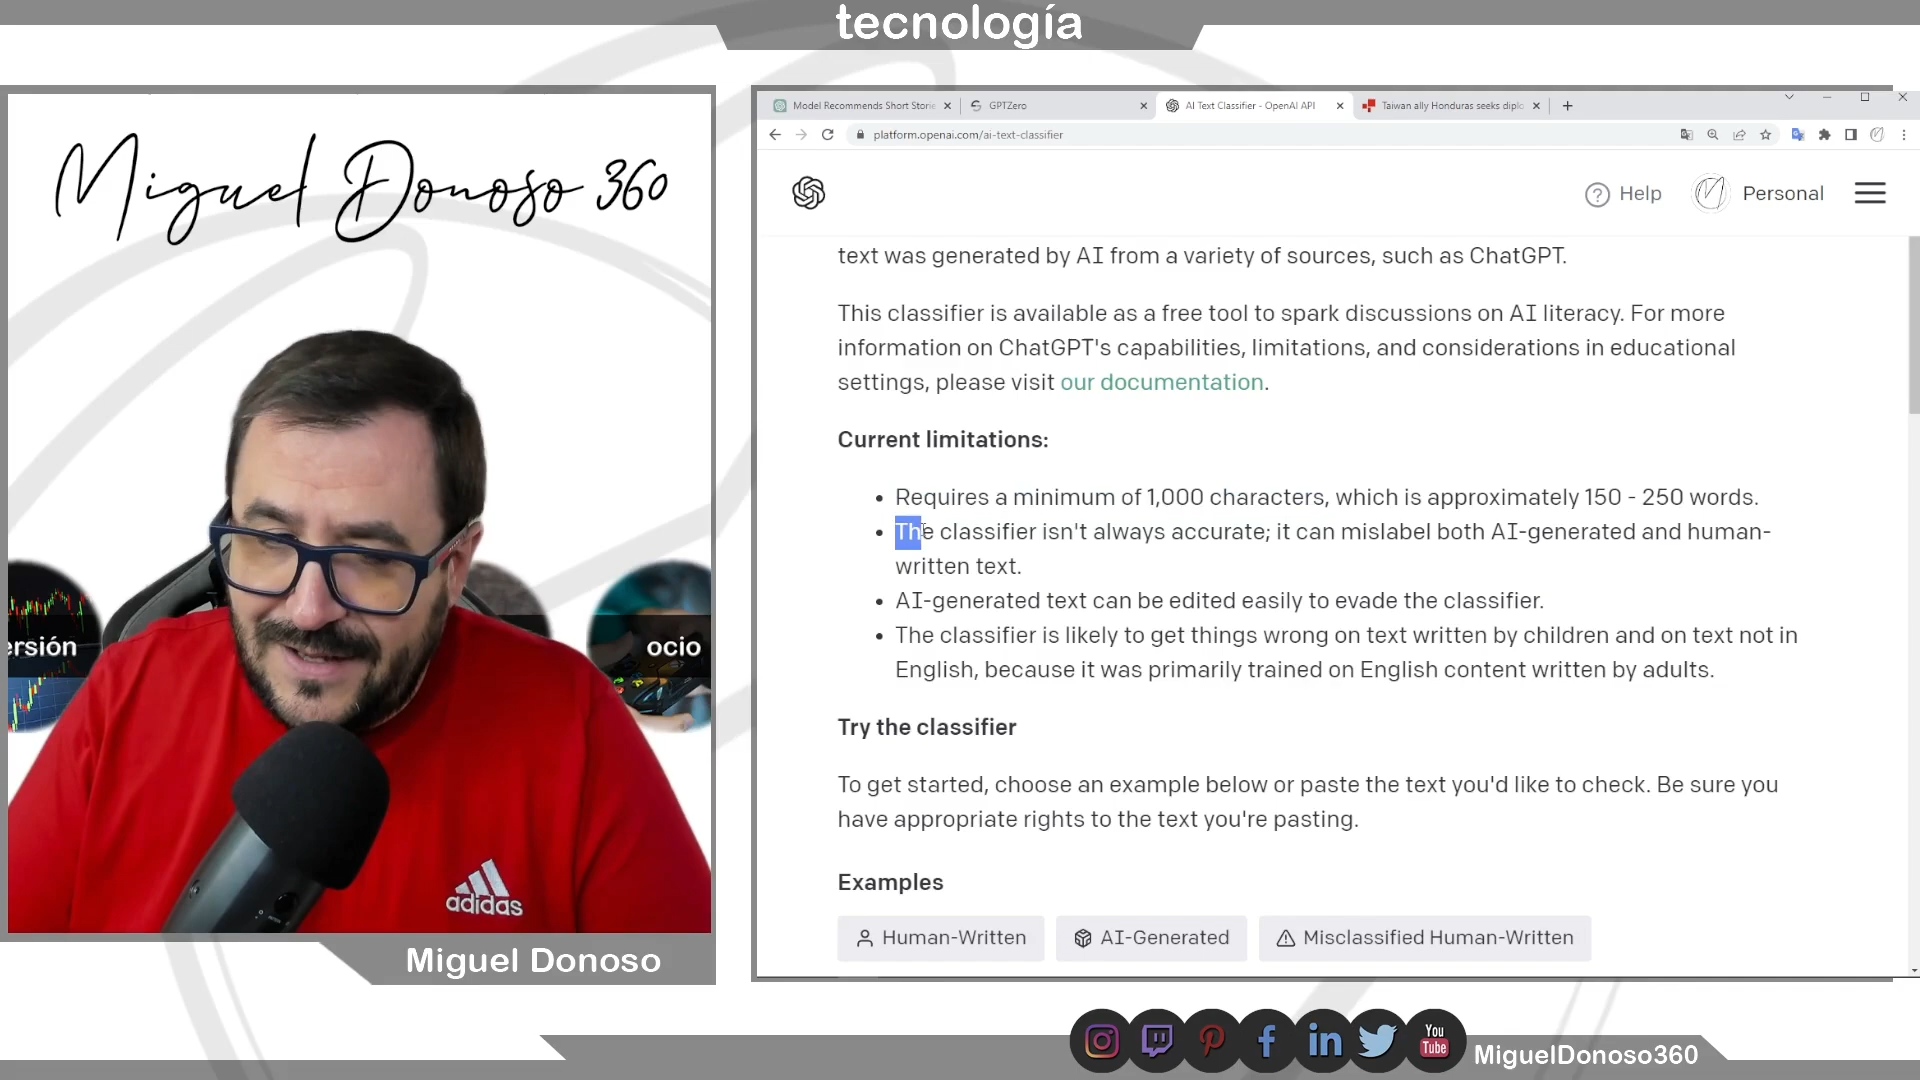 tecnología
Miguel Donoso 360
ersión
ocio
adidas
Miguel Donoso
Model Recommends Short Storie
GPTZero
AI Text Classifier - OpenAI API
Taiwan ally Honduras seeks diplo
platform.openai.com/ai-text-classifier
Help
Personal
text was generated by AI from a variety of sources, such as ChatGPT.
This classifier is available as a free tool to spark discussions on AI literacy. For more
information on ChatGPT's capabilities, limitations, and considerations in educational
settings, please visit our documentation.
Current limitations:
• Requires a minimum of 1,000 characters, which is approximately 150 - 250 words.
• The classifier isn't always accurate; it can mislabel both AI-generated and human-
written text.
• AI-generated text can be edited easily to evade the classifier.
• The classifier is likely to get things wrong on text written by children and on text not in
English, because it was primarily trained on English content written by adults.
Try the classifier
To get started, choose an example below or paste the text you'd like to check. Be sure you
have appropriate rights to the text you're pasting.
Examples
Human-Written
AI-Generated
Misclassified Human-Written
You
Tube
MiguelDonoso360